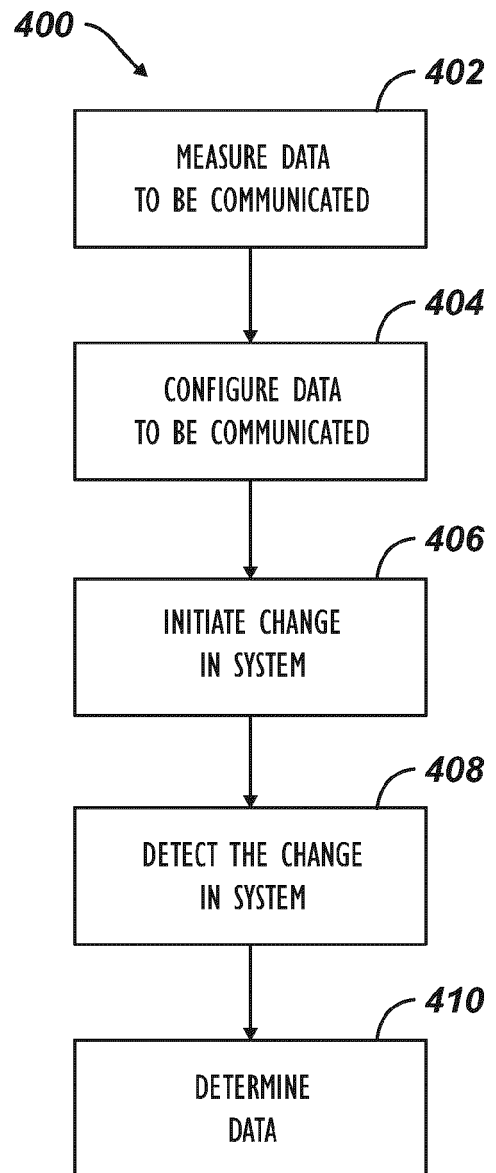 400
402
MEASURE DATA
TO BE COMMUNICATED
404
CONFIGURE DATA
TO BE COMMUNICATED
406
INITIATE CHANGE
IN SYSTEM
408
DETECT THE CHANGE
IN SYSTEM
410
DETERMINE
DATA